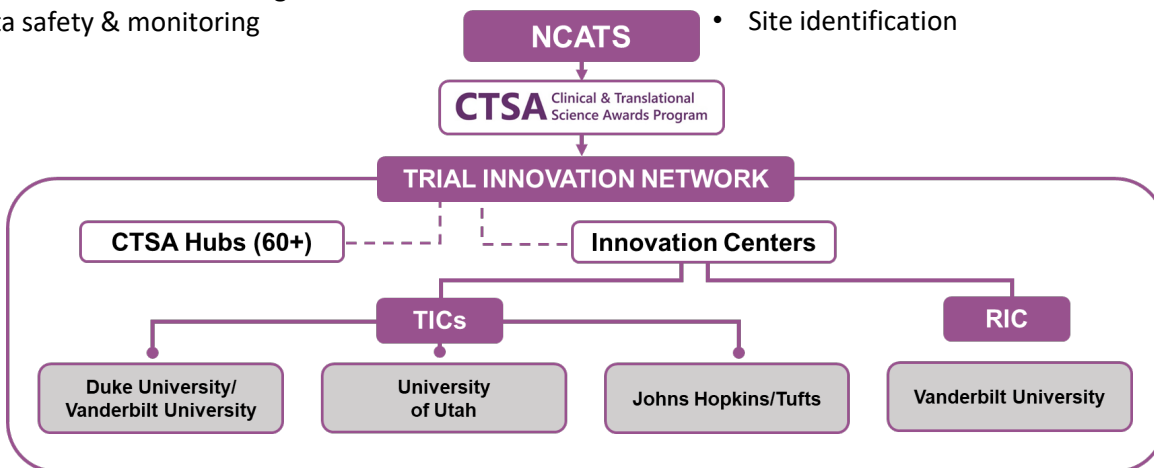 safety & monitoring
• Site identification
NCATS
CTSA Clinical & Translational
Science Awards Program
TRIAL INNOVATION NETWORK
CTSA Hubs (60+)
Innovation Centers
TICs
RIC
Duke University/
Vanderbilt University
University
of Utah
Johns Hopkins/Tufts
Vanderbilt University